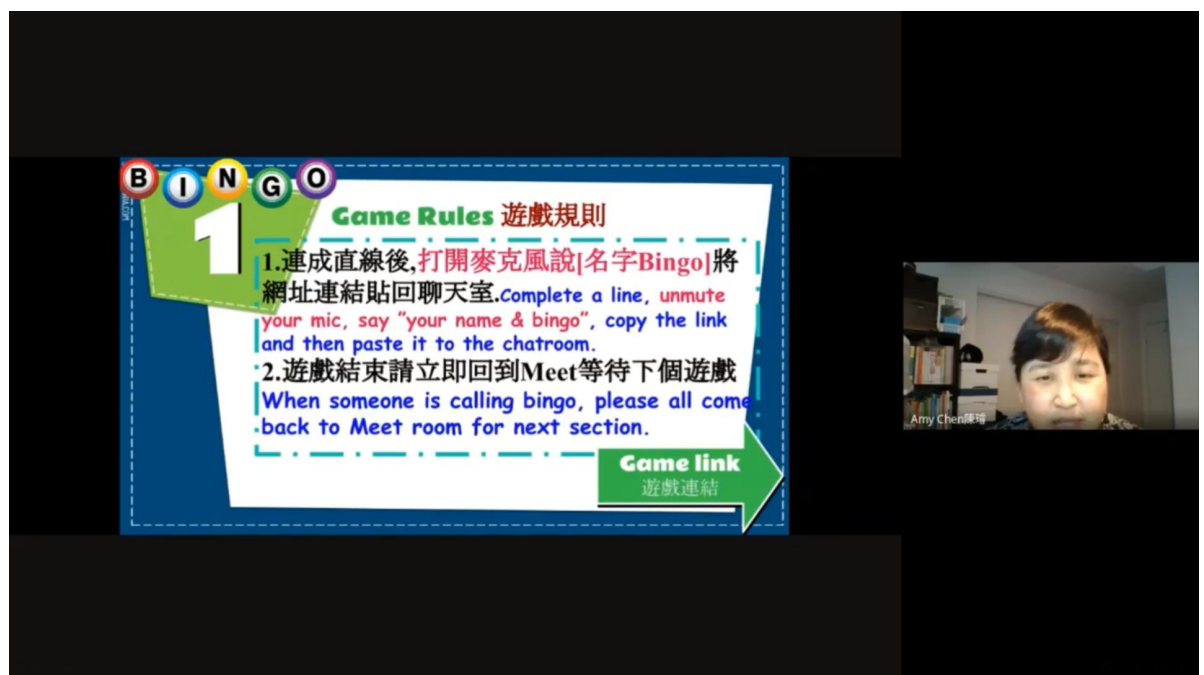 BINGO
1
Game Rules 遊戲規則
1.連成直線後,打開麥克風說[名字Bingo]將
網址連結貼回聊天室.Complete a line, unmute
your mic, say “your name & bingo”, copy the link
and then paste it to the chatroom.
2.遊戲結束請立即回到Meet等待下個遊戲
When someone is calling bingo, please all come
back to Meet room for next section.
Game link
遊戲連結
Amy Chen陳瑃